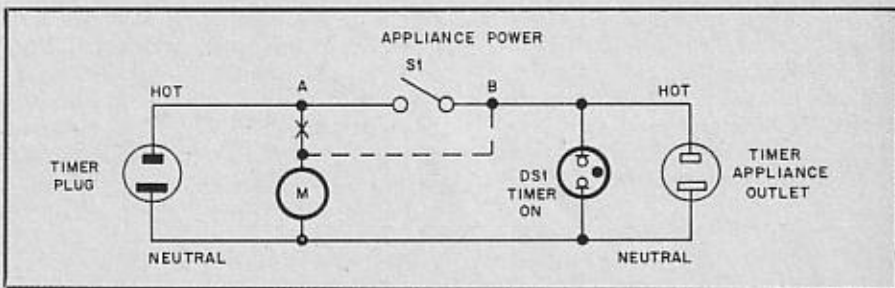 APPLIANCE POWER
S1
HOT
A
B
HOT
TIMER
PLUG
M
DS1
TIMER
ON
TIMER
APPLIANCE
OUTLET
NEUTRAL
NEUTRAL